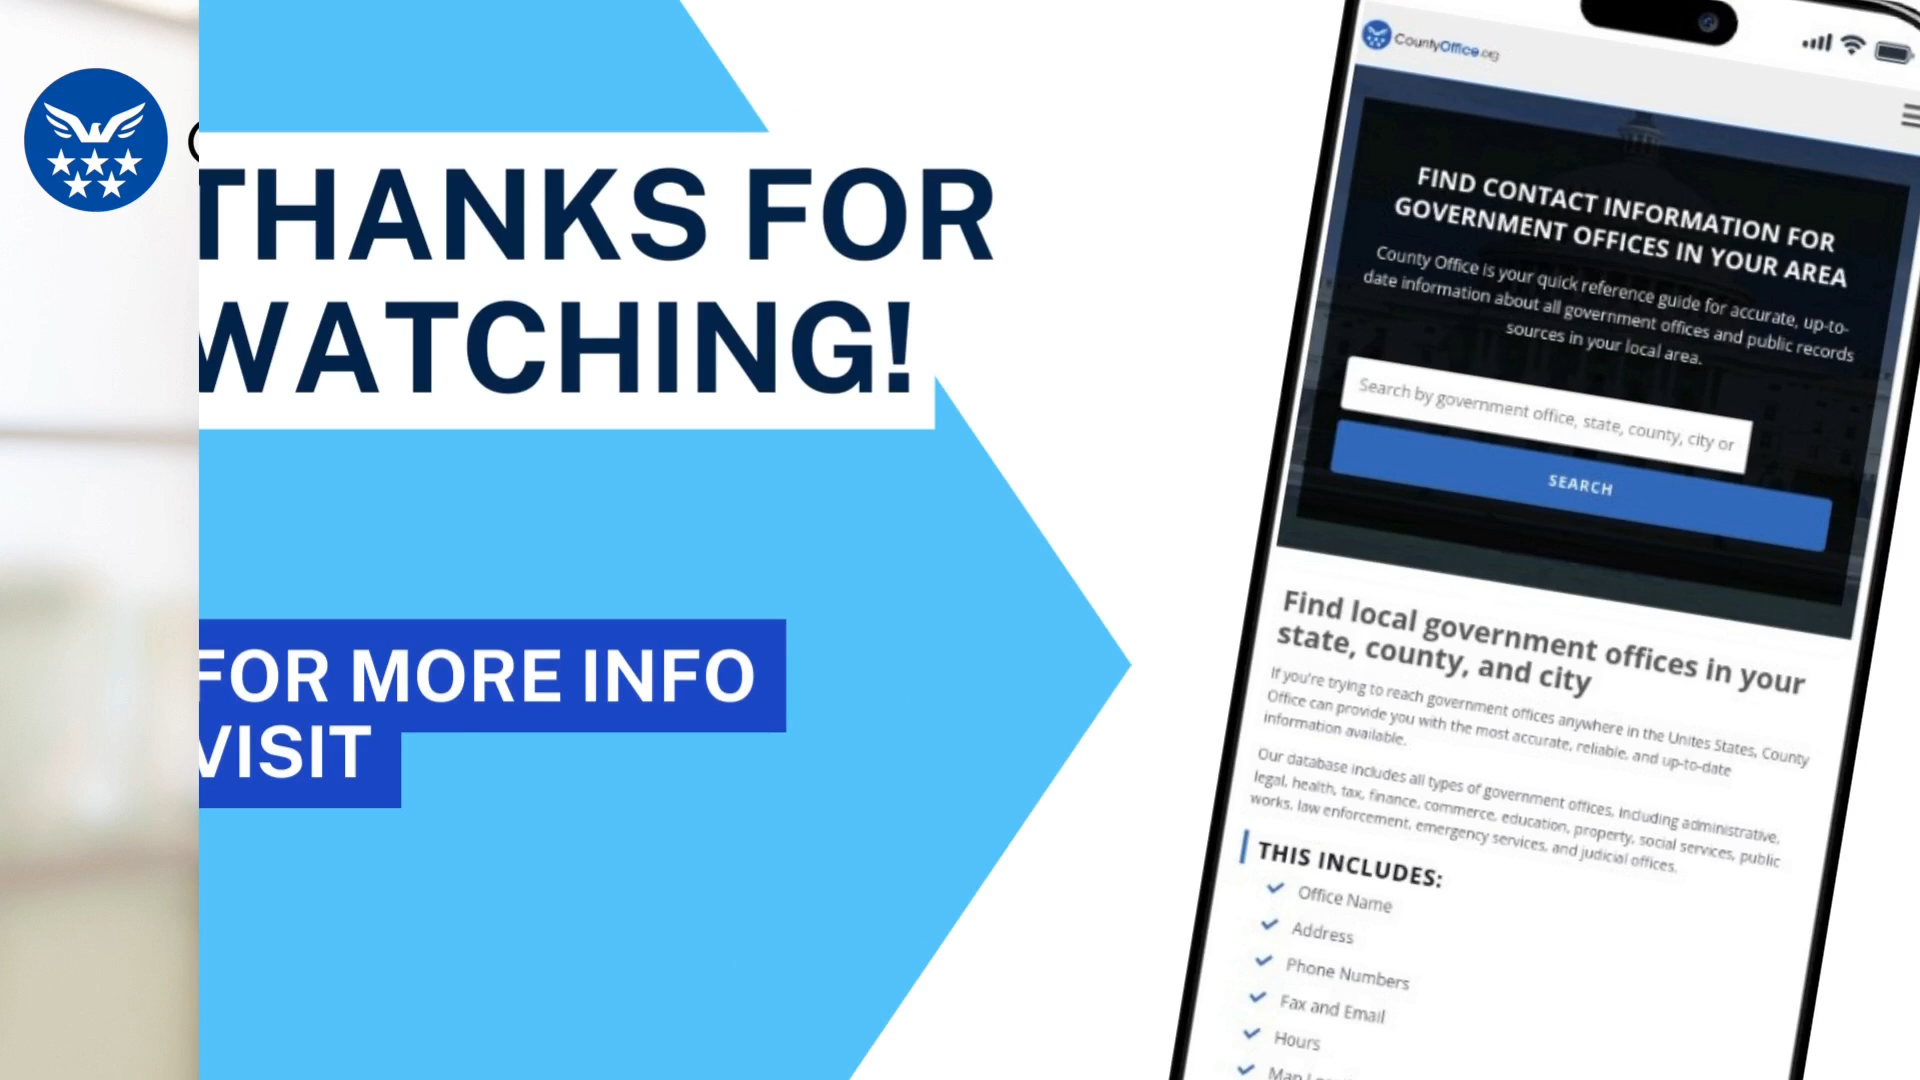 THANKS FOR
WATCHING!
FOR MORE INFO
VISIT
CountyOffice.org
FIND CONTACT INFORMATION FOR
GOVERNMENT OFFICES IN YOUR AREA
County Office is your quick reference guide for accurate, up-to-
date information about all government offices and public records
sources in your local area.
Search by government office, state, county, city or
SEARCH
Find local government offices in your
state, county, and city
If you're trying to reach government offices anywhere in the Unites States, County
Office can provide you with the most accurate, reliable, and up-to-date
information available.
Our database includes all types of government offices, including administrative,
legal, health, tax, finance, commerce, education, property, social services, public
works, law enforcement, emergency services, and judicial offices.
THIS INCLUDES:
Office Name
Address
Phone Numbers
Fax and Email
Hours
Map